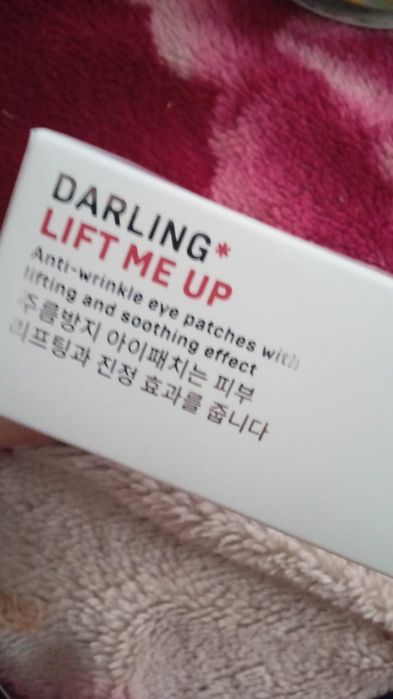 DARLING*
LIFT ME UP
Anti-wrinkle eye patches with
lifting and soothing effect
주름방지 아이패치는 피부
리프팅과 진정 효과를 줍니다